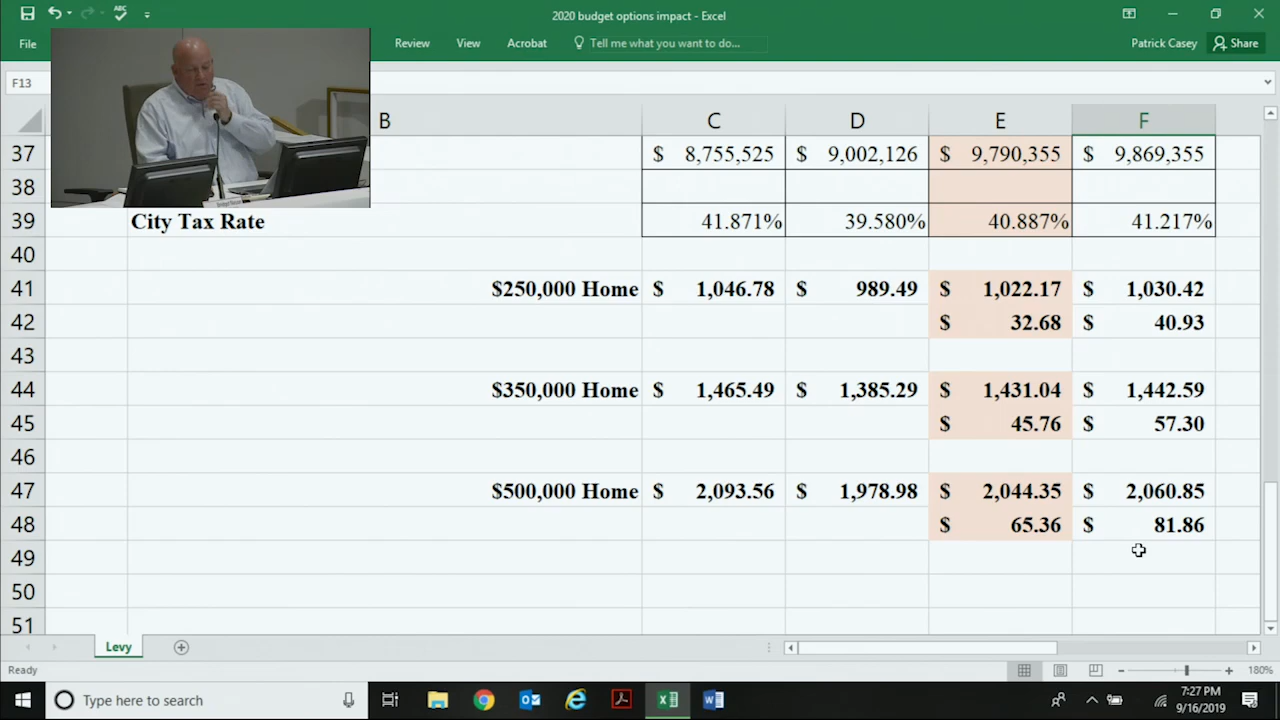 2020 budget options impact - Excel
File Review View Acrobat Tell me what you want to do... Patrick Casey Share
F13
B C D E F
37 $ 8,755,525 $ 9,002,126 $ 9,790,355 $ 9,869,355
38
39 City Tax Rate 41.871% 39.580% 40.887% 41.217%
40
41 $250,000 Home $ 1,046.78 $ 989.49 $ 1,022.17 $ 1,030.42
42 $ 32.68 $ 40.93
43
44 $350,000 Home $ 1,465.49 $ 1,385.29 $ 1,431.04 $ 1,442.59
45 $ 45.76 $ 57.30
46
47 $500,000 Home $ 2,093.56 $ 1,978.98 $ 2,044.35 $ 2,060.85
48 $ 65.36 $ 81.86
49
50
51
Levy
Ready 180%
Type here to search 7:27 PM
9/16/2019